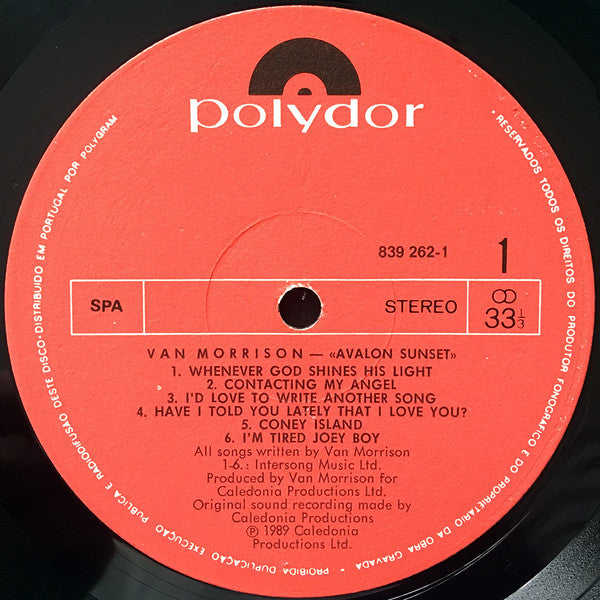 polydor
839 262-1
1
SPA
STEREO
33 1/3
VAN MORRISON — «AVALON SUNSET»
1. WHENEVER GOD SHINES HIS LIGHT
2. CONTACTING MY ANGEL
3. I'D LOVE TO WRITE ANOTHER SONG
4. HAVE I TOLD YOU LATELY THAT I LOVE YOU?
5. CONEY ISLAND
6. I'M TIRED JOEY BOY
All songs written by Van Morrison
1-6.: Intersong Music Ltd.
Produced by Van Morrison for
Caledonia Productions Ltd.
Original sound recording made by
Caledonia Productions
℗ 1989 Caledonia
Productions Ltd.
RESERVADOS TODOS OS DIREITOS DO PRODUTOR FONOGRÁFICO E DO PROPRIETÁRIO DA OBRA GRAVADA - PROIBIDA DUPLICAÇÃO EXECUÇÃO PUBLICA E RADIODIFUSÃO DESTE DISCO · DISTRIBUIDO EM PORTUGAL POR POLYGRAM